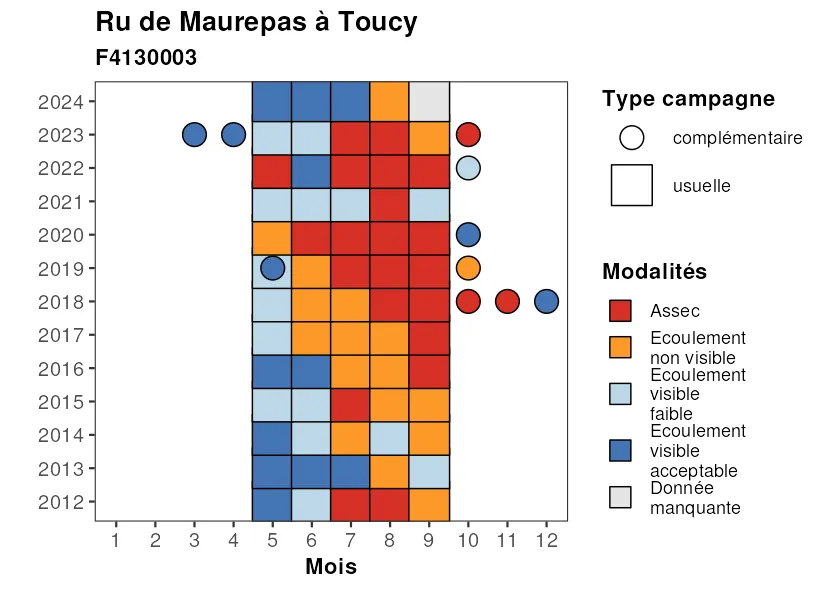 Ru de Maurepas à Toucy
F4130003
2024
2023
2022
2021
2020
2019
2018
2017
2016
2015
2014
2013
2012
1 2 3 4 5 6 7 8 9 10 11 12
Mois
Type campagne
complémentaire
usuelle
Modalités
Assec
Ecoulement
non visible
Ecoulement
visible
faible
Ecoulement
visible
acceptable
Donnée
manquante